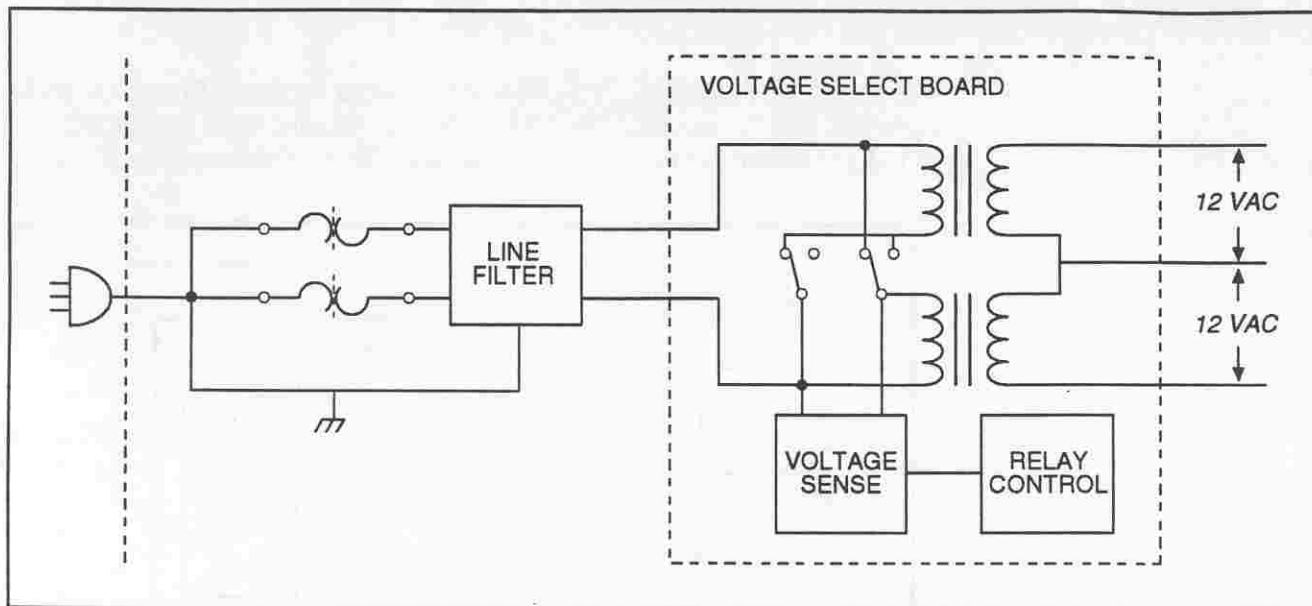 VOLTAGE SELECT BOARD
LINE
FILTER
12 VAC
12 VAC
VOLTAGE
SENSE
RELAY
CONTROL